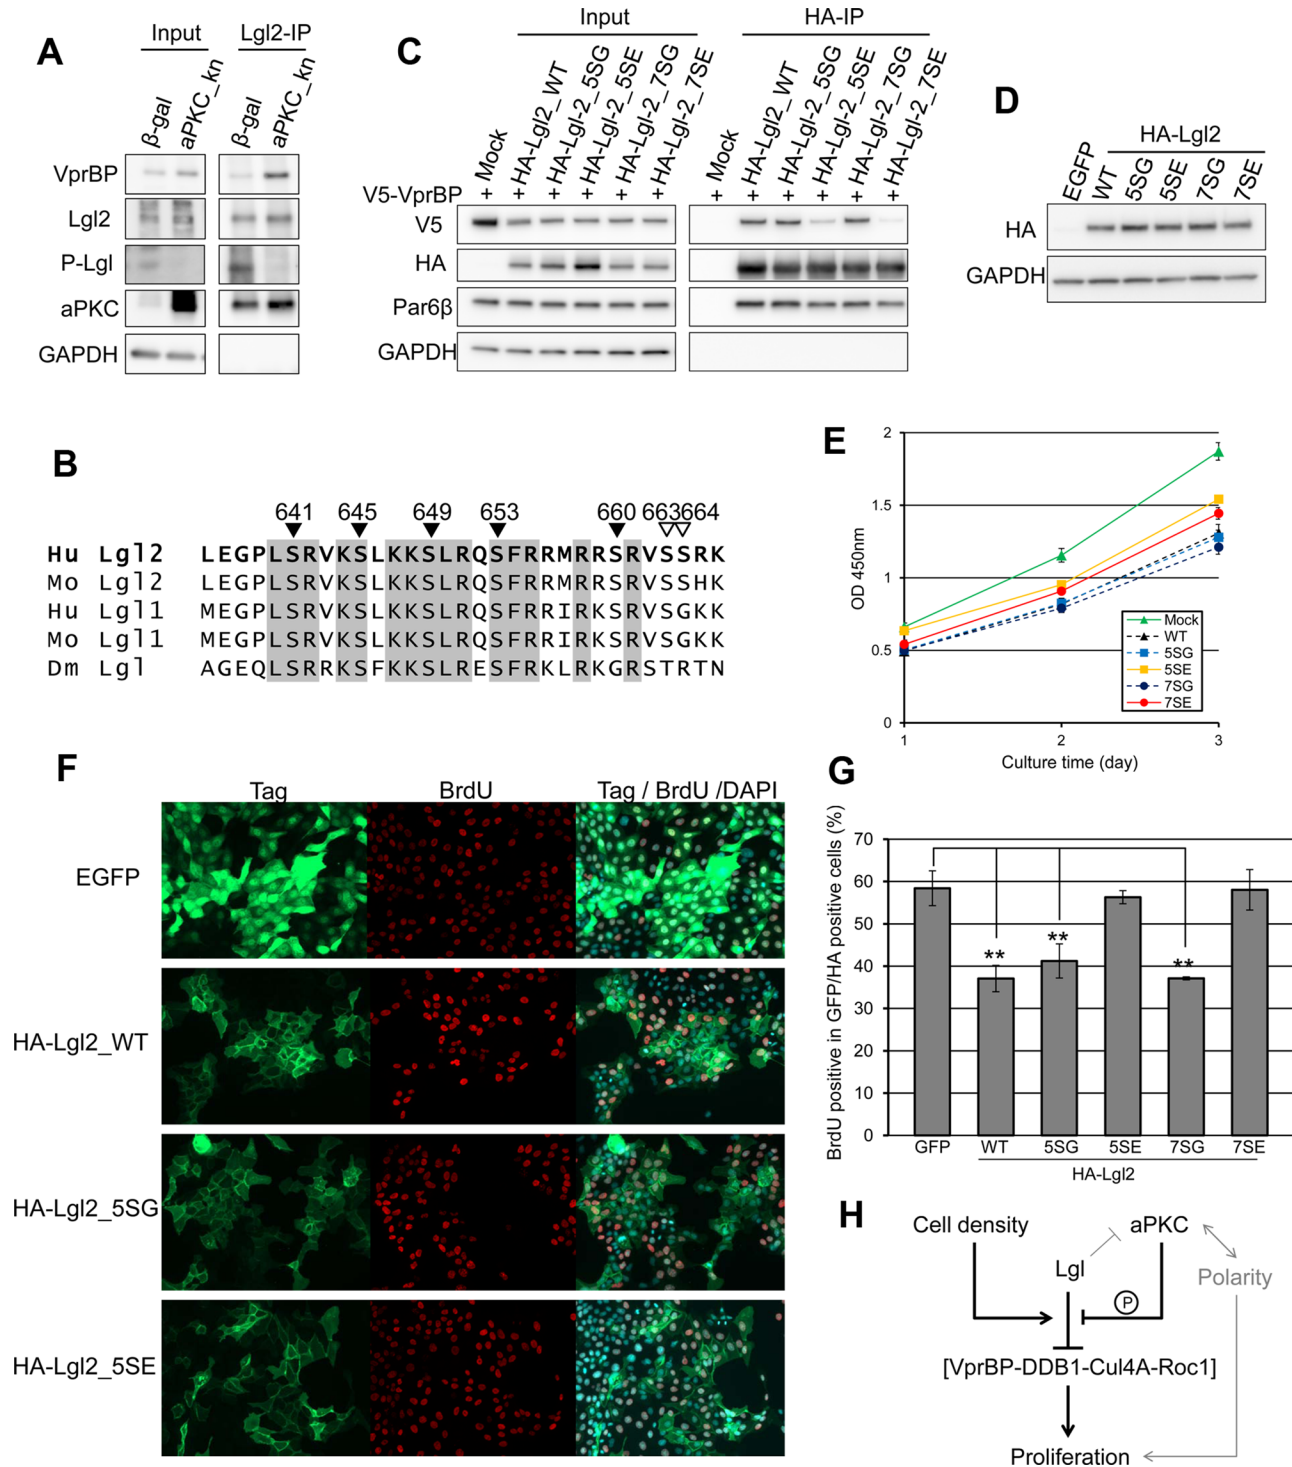 A
Input
Lgl2-IP
β-gal
aPKC_kn
β-gal
aPKC_kn
VprBP
Lgl2
P-Lgl
aPKC
GAPDH
C
Input
HA-IP
Mock
HA-Lgl2_WT
HA-Lgl-2_5SG
HA-Lgl-2_5SE
HA-Lgl-2_7SG
HA-Lgl-2_7SE
Mock
HA-Lgl2_WT
HA-Lgl-2_5SG
HA-Lgl-2_5SE
HA-Lgl-2_7SG
HA-Lgl-2_7SE
V5-VprBP + + + + + + + + + + + +
V5
HA
Par6β
GAPDH
D
HA-Lgl2
EGFP
WT
5SG
5SE
7SG
7SE
HA
GAPDH
B
641 645 649 653 660 663 664
Hu Lgl2 LEGPLSRVKSLKKSLRQSFRRMRRSRVSSRK
Mo Lgl2 LEGPLSRVKSLKKSLRQSFRRMRRSRVSSHK
Hu Lgl1 MEGPLSRVKSLKKSLRQSFRRIRKSRVSGKK
Mo Lgl1 MEGPLSRVKSLKKSLRQSFRRIRKSRVSGKK
Dm Lgl AGEQLSRRKSFKKSLRESFRKLRKGRSTRTN
E
OD 450nm
2
1.5
1
0.5
0
1 2 3
Culture time (day)
Mock
WT
5SG
5SE
7SG
7SE
F
Tag
BrdU
Tag / BrdU /DAPI
EGFP
HA-Lgl2_WT
HA-Lgl2_5SG
HA-Lgl2_5SE
G
BrdU positive in GFP/HA positive cells (%)
70
60
50
40
30
20
10
0
** ** **
GFP WT 5SG 5SE 7SG 7SE
HA-Lgl2
H
Cell density
aPKC
Lgl
Polarity
P
[VprBP-DDB1-Cul4A-Roc1]
Proliferation